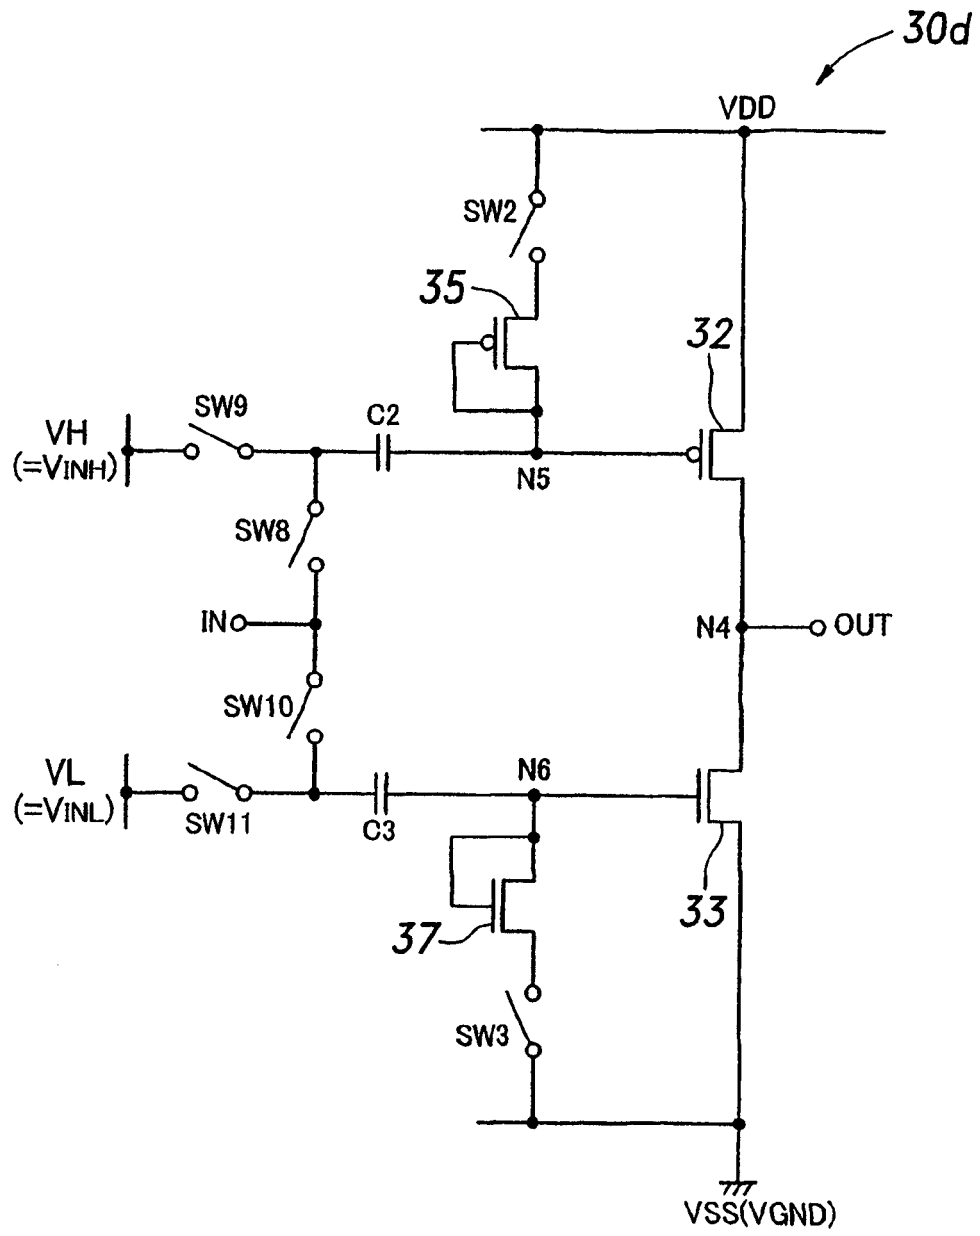 30d
VDD
SW2
35
32
SW9
C2
VH
(=VINH)
N5
SW8
IN
N4
OUT
SW10
VL
(=VINL)
N6
SW11
C3
37
33
SW3
VSS(VGND)